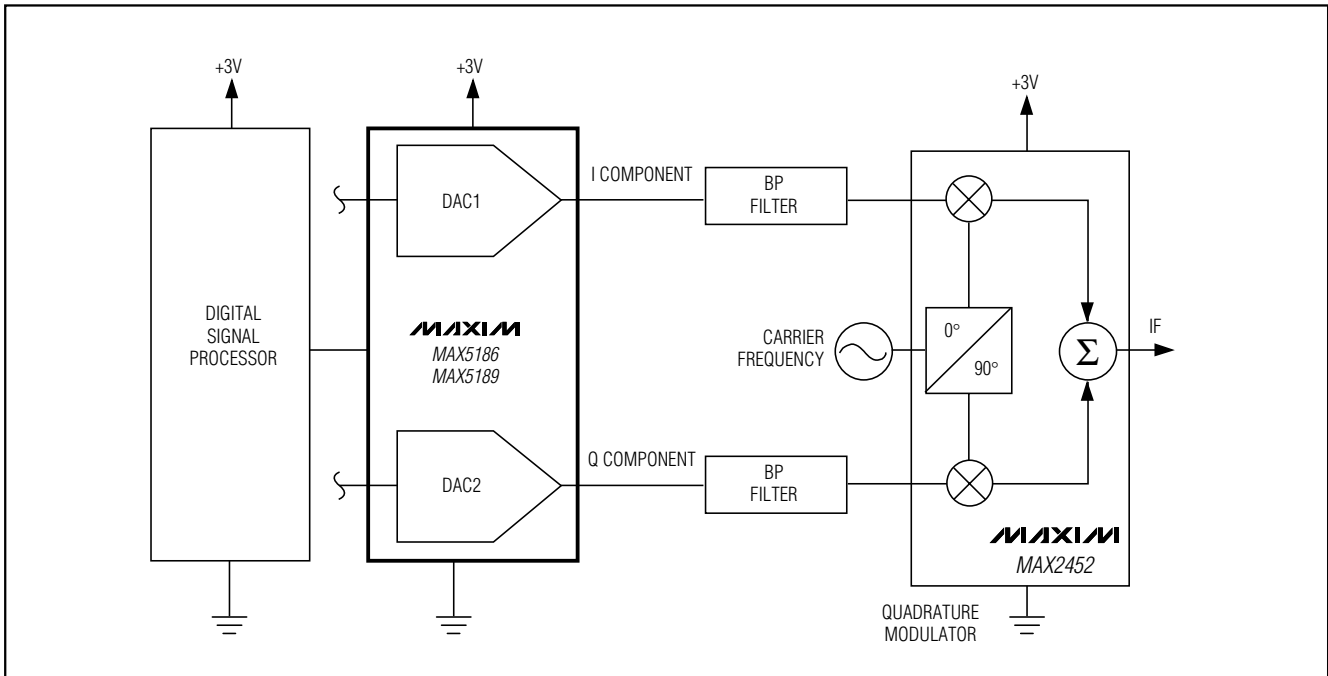 +3V
+3V
+3V
DIGITAL
SIGNAL
PROCESSOR
DAC1
MAXIM
MAX5186
MAX5189
DAC2
I COMPONENT
BP
FILTER
CARRIER
FREQUENCY
0°
90°
Σ
IF
Q COMPONENT
BP
FILTER
MAXIM
MAX2452
QUADRATURE
MODULATOR